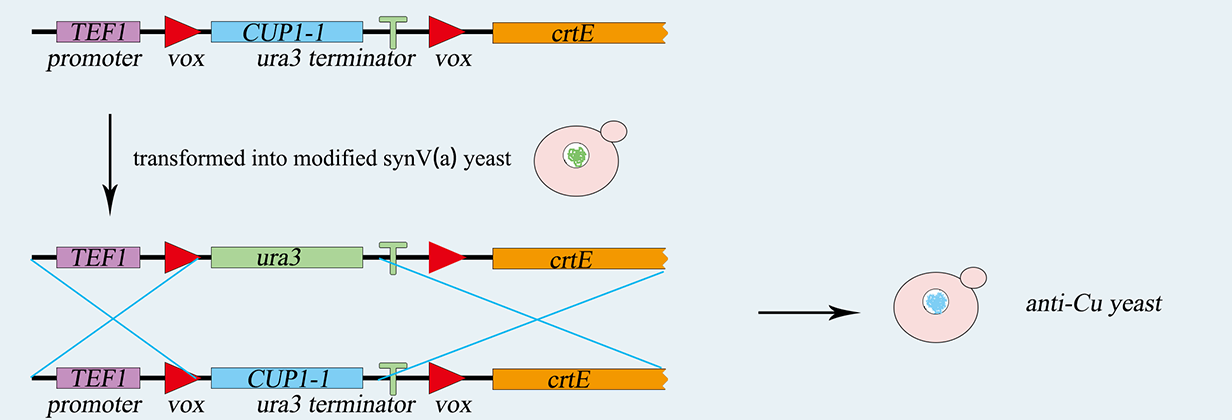 TEF1 CUP1-1 T crtE
promoter vox ura3 terminator vox
transformed into modified synV(a) yeast
TEF1 ura3 T crtE
anti-Cu yeast
TEF1 CUP1-1 T crtE
promoter vox ura3 terminator vox